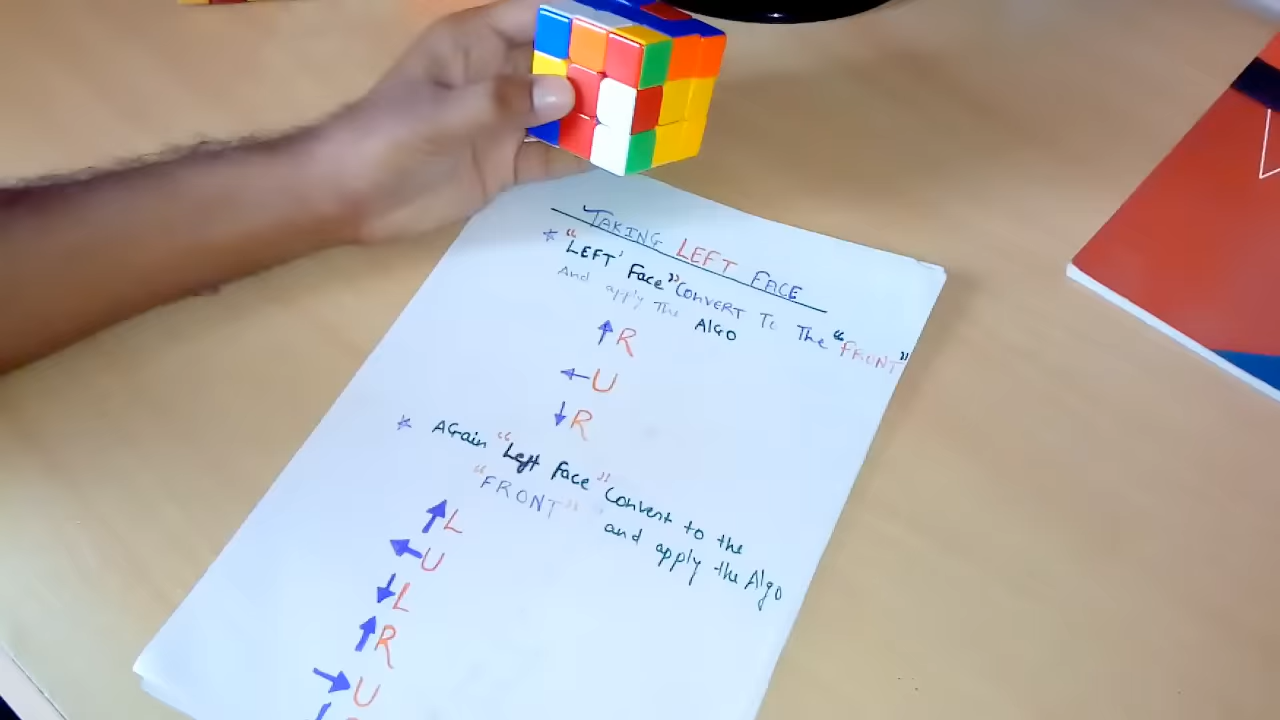 TAKING LEFT FACE
* "LEFT' Face" CONVERT To The "FRONT"
And apply The AlGO
↑ R
← U
↓ R
* AGain "Left face" Convert to the
"FRONT" and apply the Algo
↑ L
← U
↓ L
↑ R
→ U